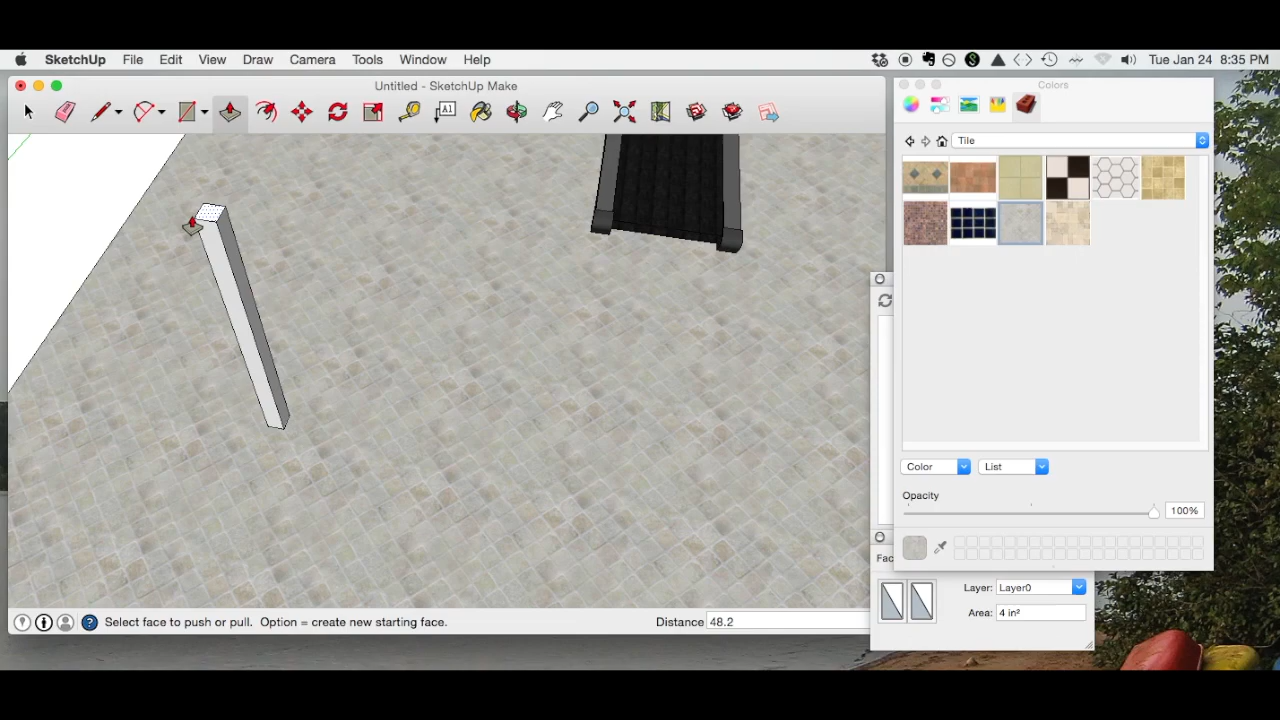 SketchUp File Edit View Draw Camera Tools Window Help Tue Jan 24 8:35 PM
Untitled - SketchUp Make
Colors
A1
Tile
Color List
Opacity
100%
Fac
Layer: Layer0
Area: 4 in²
Select face to push or pull. Option = create new starting face. Distance 48.2